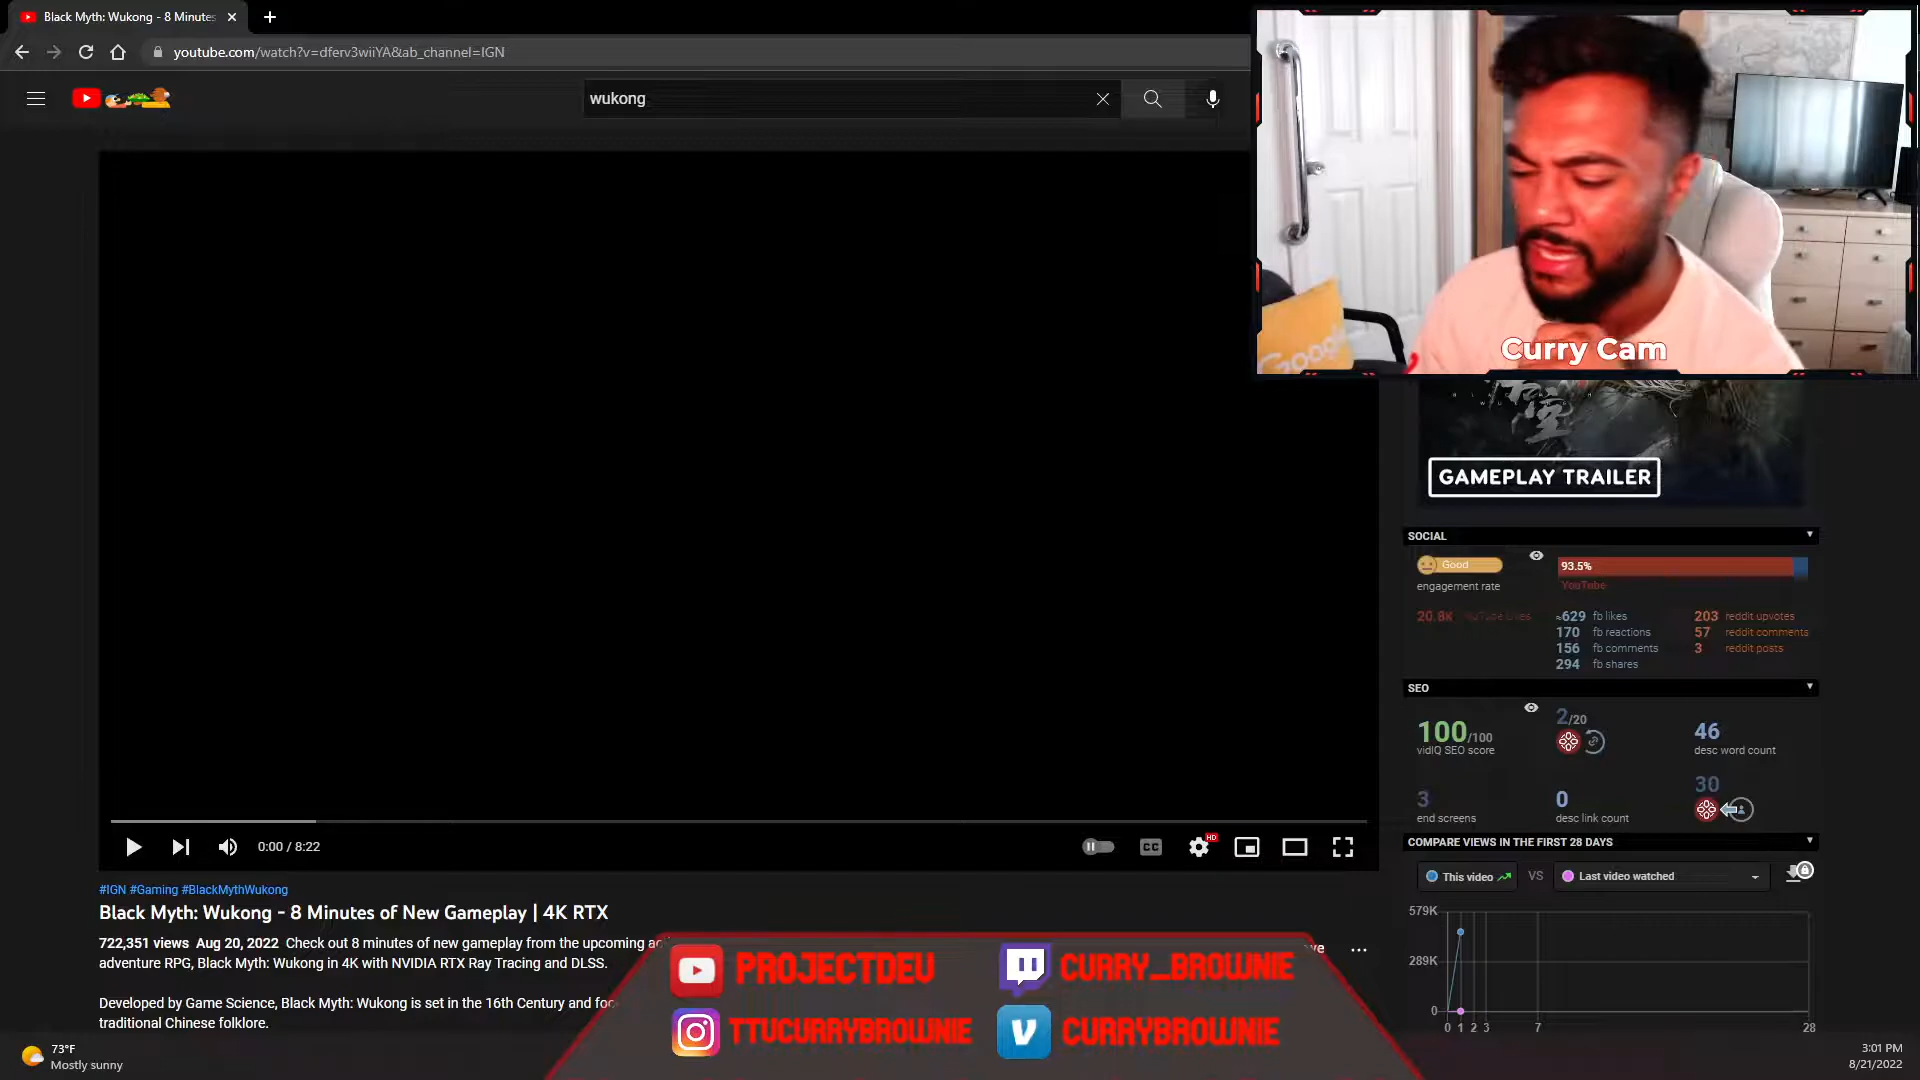 Black Myth: Wukong - 8 Minutes
youtube.com/watch?v=dferv3wiiYA&ab_channel=IGN
wukong
Curry Cam
GAMEPLAY TRAILER
SOCIAL
Good
engagement rate
93.5%
YouTube
20.8K YouTube likes
629 fb likes
170 fb reactions
156 fb comments
294 fb shares
203 reddit upvotes
57 reddit comments
3 reddit posts
SEO
100/100
vidIQ SEO score
2/20
46
desc word count
3
end screens
0
desc link count
30
COMPARE VIEWS IN THE FIRST 28 DAYS
This video VS Last video watched
579K
289K
0
0 1 2 3 7 28
0:00 / 8:22
CC
HD
#IGN #Gaming #BlackMythWukong
Black Myth: Wukong - 8 Minutes of New Gameplay | 4K RTX
722,351 views Aug 20, 2022 Check out 8 minutes of new gameplay from the upcoming
adventure RPG, Black Myth: Wukong in 4K with NVIDIA RTX Ray Tracing and DLSS.
Developed by Game Science, Black Myth: Wukong is set in the 16th Century and
traditional Chinese folklore.
PROJECTDEV
CURRY_BROWNIE
TTUCURRYBROWNIE
CURRYBROWNIE
73°F
Mostly sunny
3:01 PM
8/21/2022